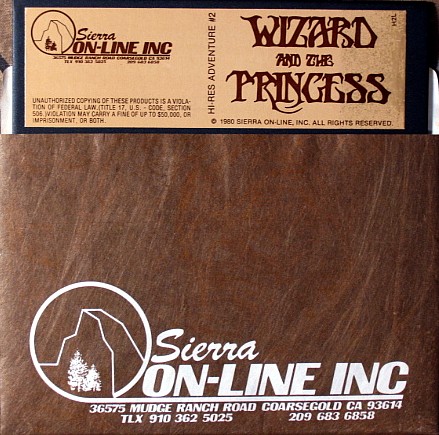 Sierra
ON-LINE INC
36575 MUDGE RANCH ROAD COARSEGOLD CA 93614
TLX 910 362 5025 209 683 6858
UNAUTHORIZED COPYING OF THESE PRODUCTS IS A VIOLA-
TION OF FEDERAL LAW.(TITLE 17, U.S. - CODE, SECTION
506.)VIOLATION MAY CARRY A FINE OF UP TO $50,000, OR
IMPRISONMENT, OR BOTH.
HI-RES ADVENTURE #2
WIZARD
AND THE
PRINCESS
© 1980 SIERRA ON-LINE, INC. ALL RIGHTS RESERVED.
Sierra
ON-LINE INC
36575 MUDGE RANCH ROAD COARSEGOLD CA 93614
TLX 910 362 5025 209 683 6858